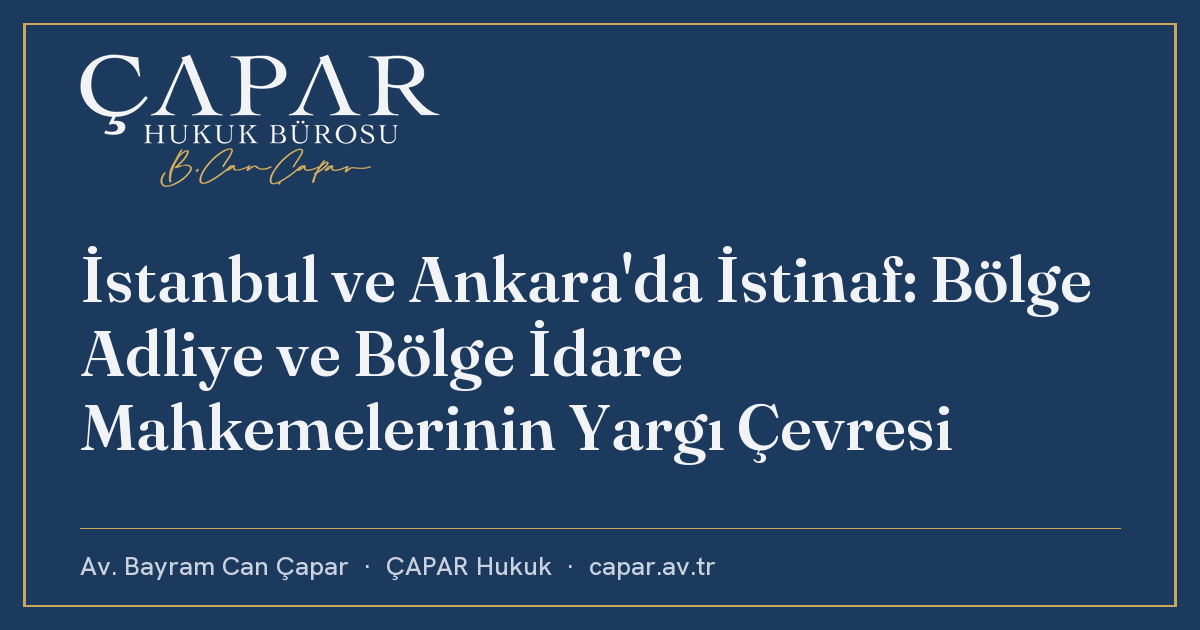 ÇAPAR
HUKUK BÜROSU
B.Can Çapar
İstanbul ve Ankara'da İstinaf: Bölge
Adliye ve Bölge İdare
Mahkemelerinin Yargı Çevresi
Av. Bayram Can Çapar · ÇAPAR Hukuk · capar.av.tr